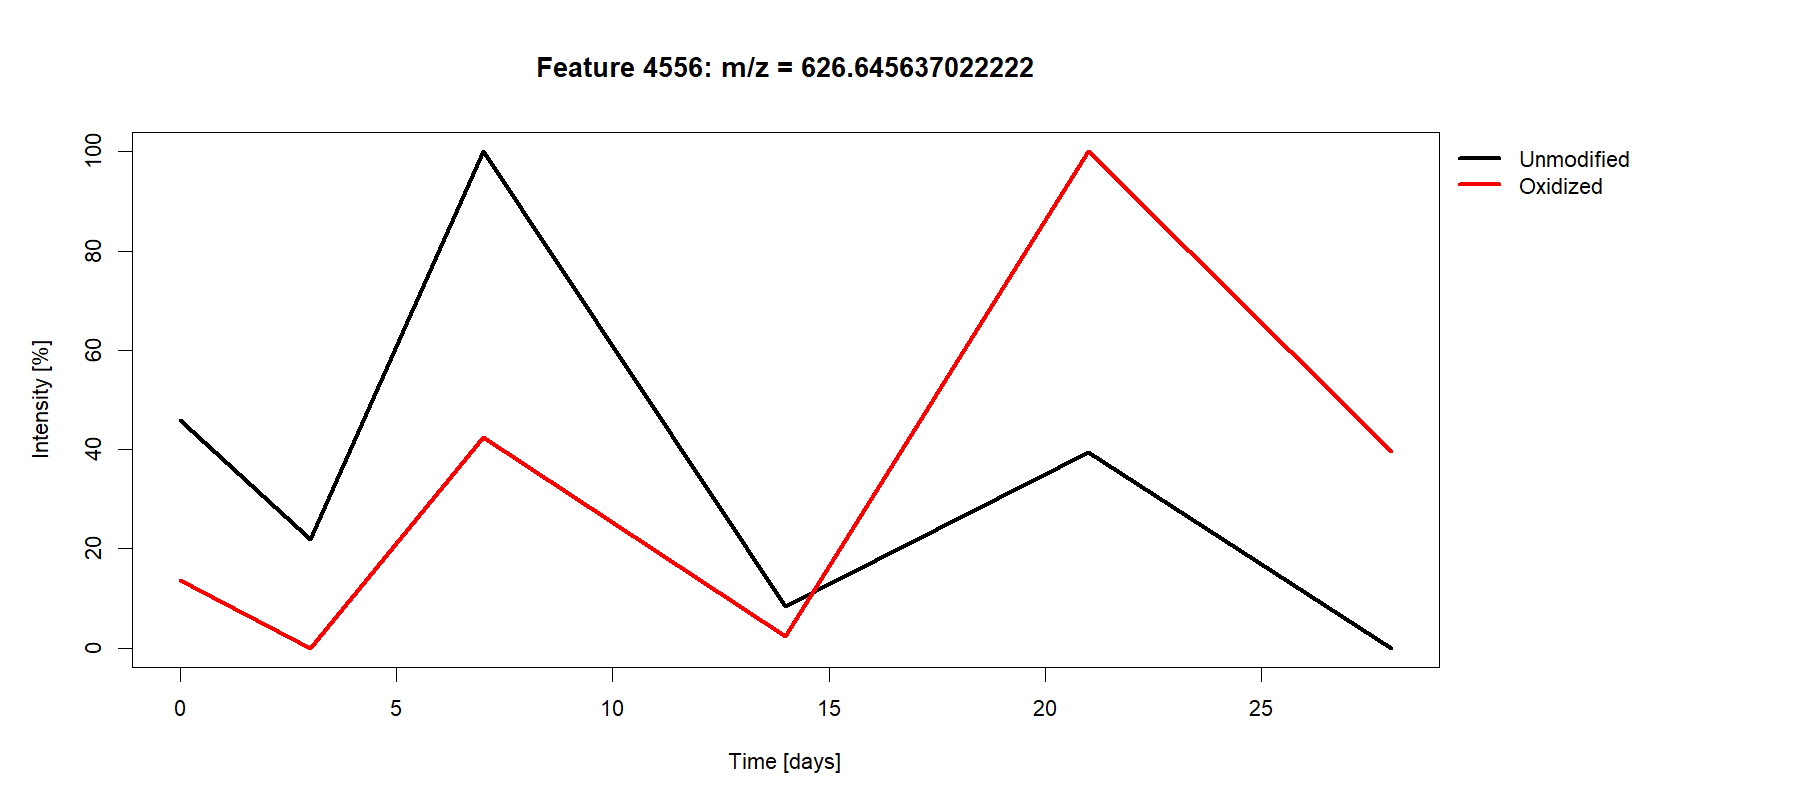 Feature 4556: m/z = 626.645637022222
Unmodified
Oxidized
100
80
60
40
20
0
Intensity [%]
0 5 10 15 20 25
Time [days]